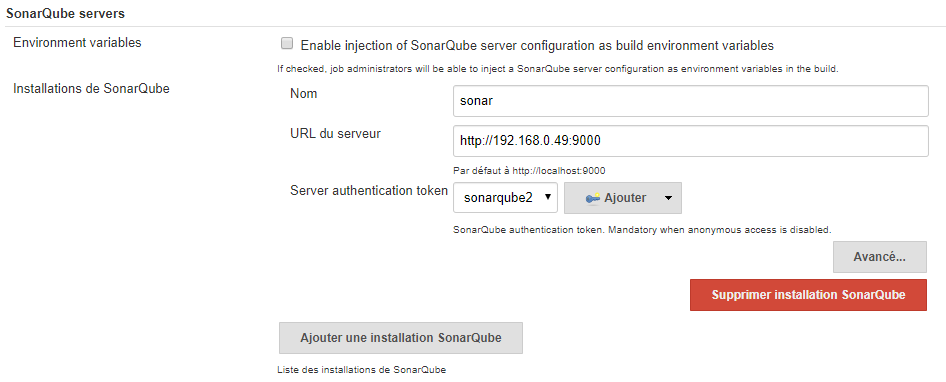 SonarQube servers
Environment variables
Enable injection of SonarQube server configuration as build environment variables
If checked, job administrators will be able to inject a SonarQube server configuration as environment variables in the build.
Installations de SonarQube
Nom
sonar
URL du serveur
http://192.168.0.49:9000
Par défaut à http://localhost:9000
Server authentication token
sonarqube2
Ajouter
SonarQube authentication token. Mandatory when anonymous access is disabled.
Avancé...
Supprimer installation SonarQube
Ajouter une installation SonarQube
Liste des installations de SonarQube